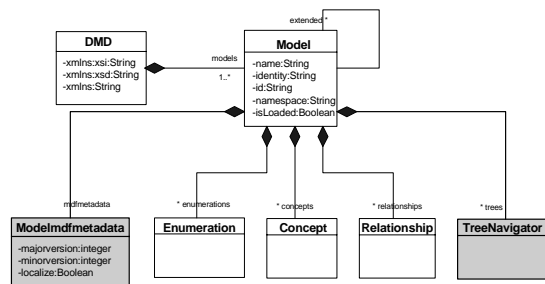 extended *
DMD
Model
-xmlns:xsi:String
-xmlns:xsd:String
-xmlns:String
models
1..*
-name:String
-identity:String
-id:String
-namespace:String
-isLoaded:Boolean
mdfmetadata
* enumerations
* concepts
* relationships
* trees
Modelmdfmetadata
-majorversion:integer
-minorversion:integer
-localize:Boolean
Enumeration
Concept
Relationship
TreeNavigator